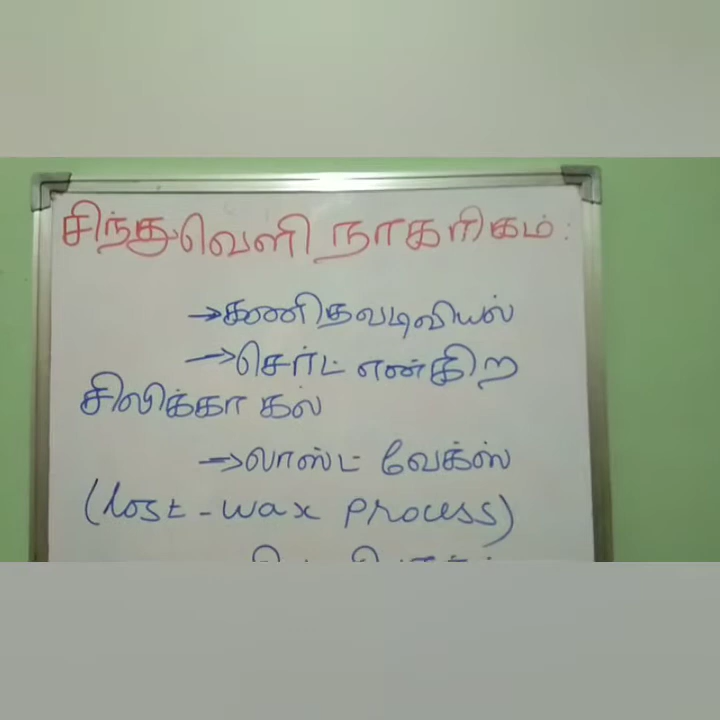 சிந்துவெளி நாகரிகம்:
→கணிதவடிவியல்
→செர்ட் என்கிற
சிலிக்கா கல்
→லாஸ்ட் வேக்ஸ்
(lost-wax process)